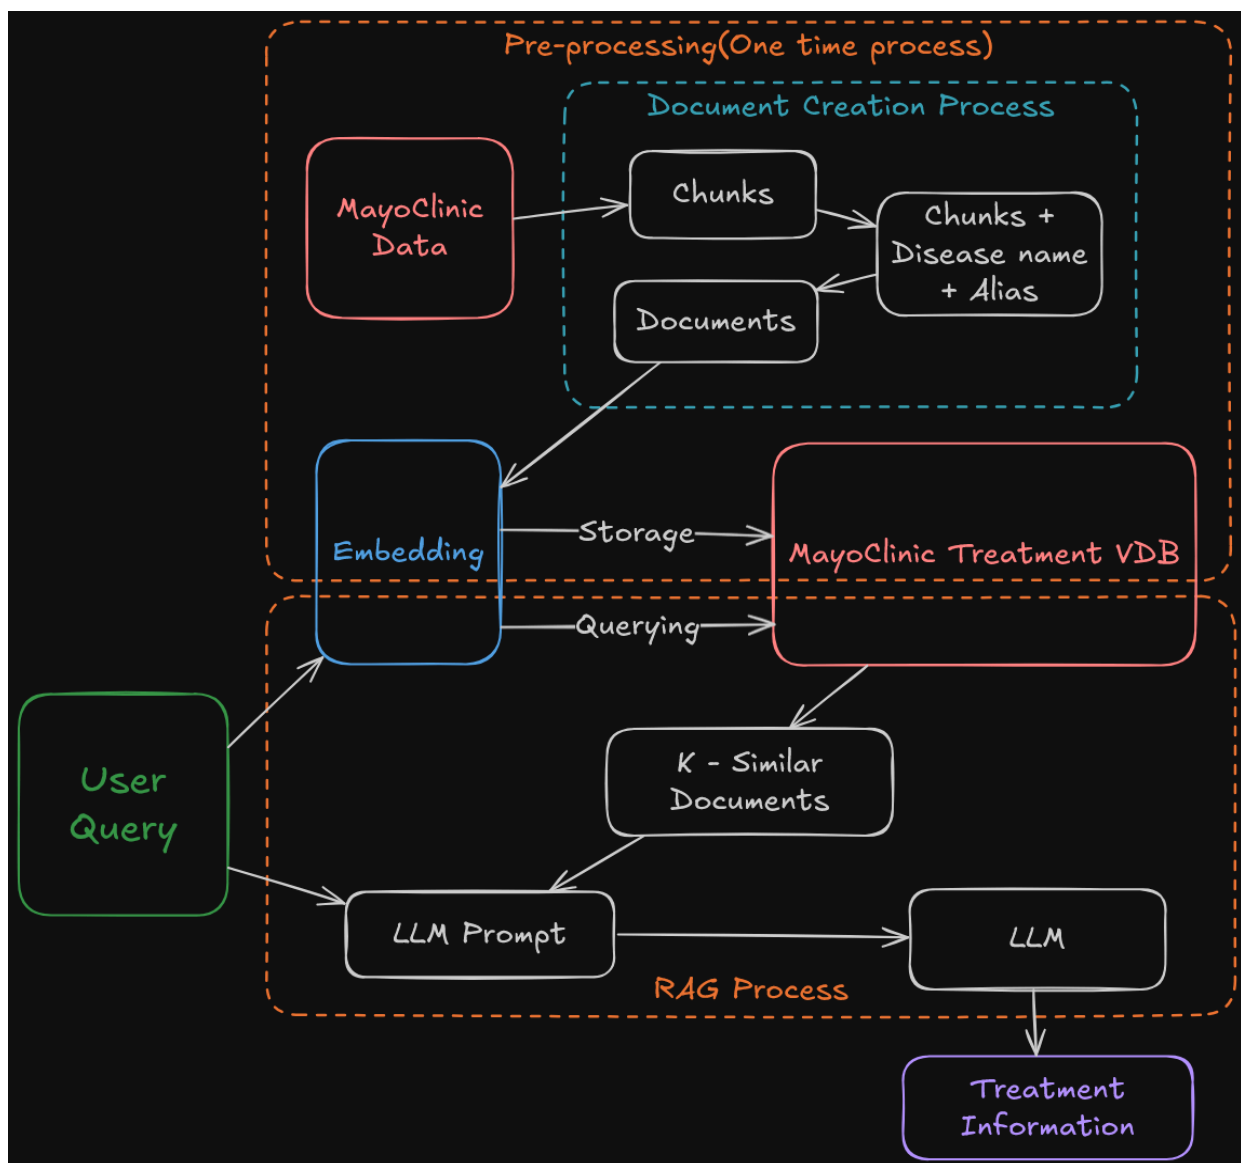 Pre-processing(One time process)
Document Creation Process
MayoClinic
Data
Chunks
Chunks +
Disease name
+ Alias
Documents
Embedding
Storage
MayoClinic Treatment VDB
Querying
User
Query
K - Similar
Documents
LLM Prompt
LLM
RAG Process
Treatment
Information